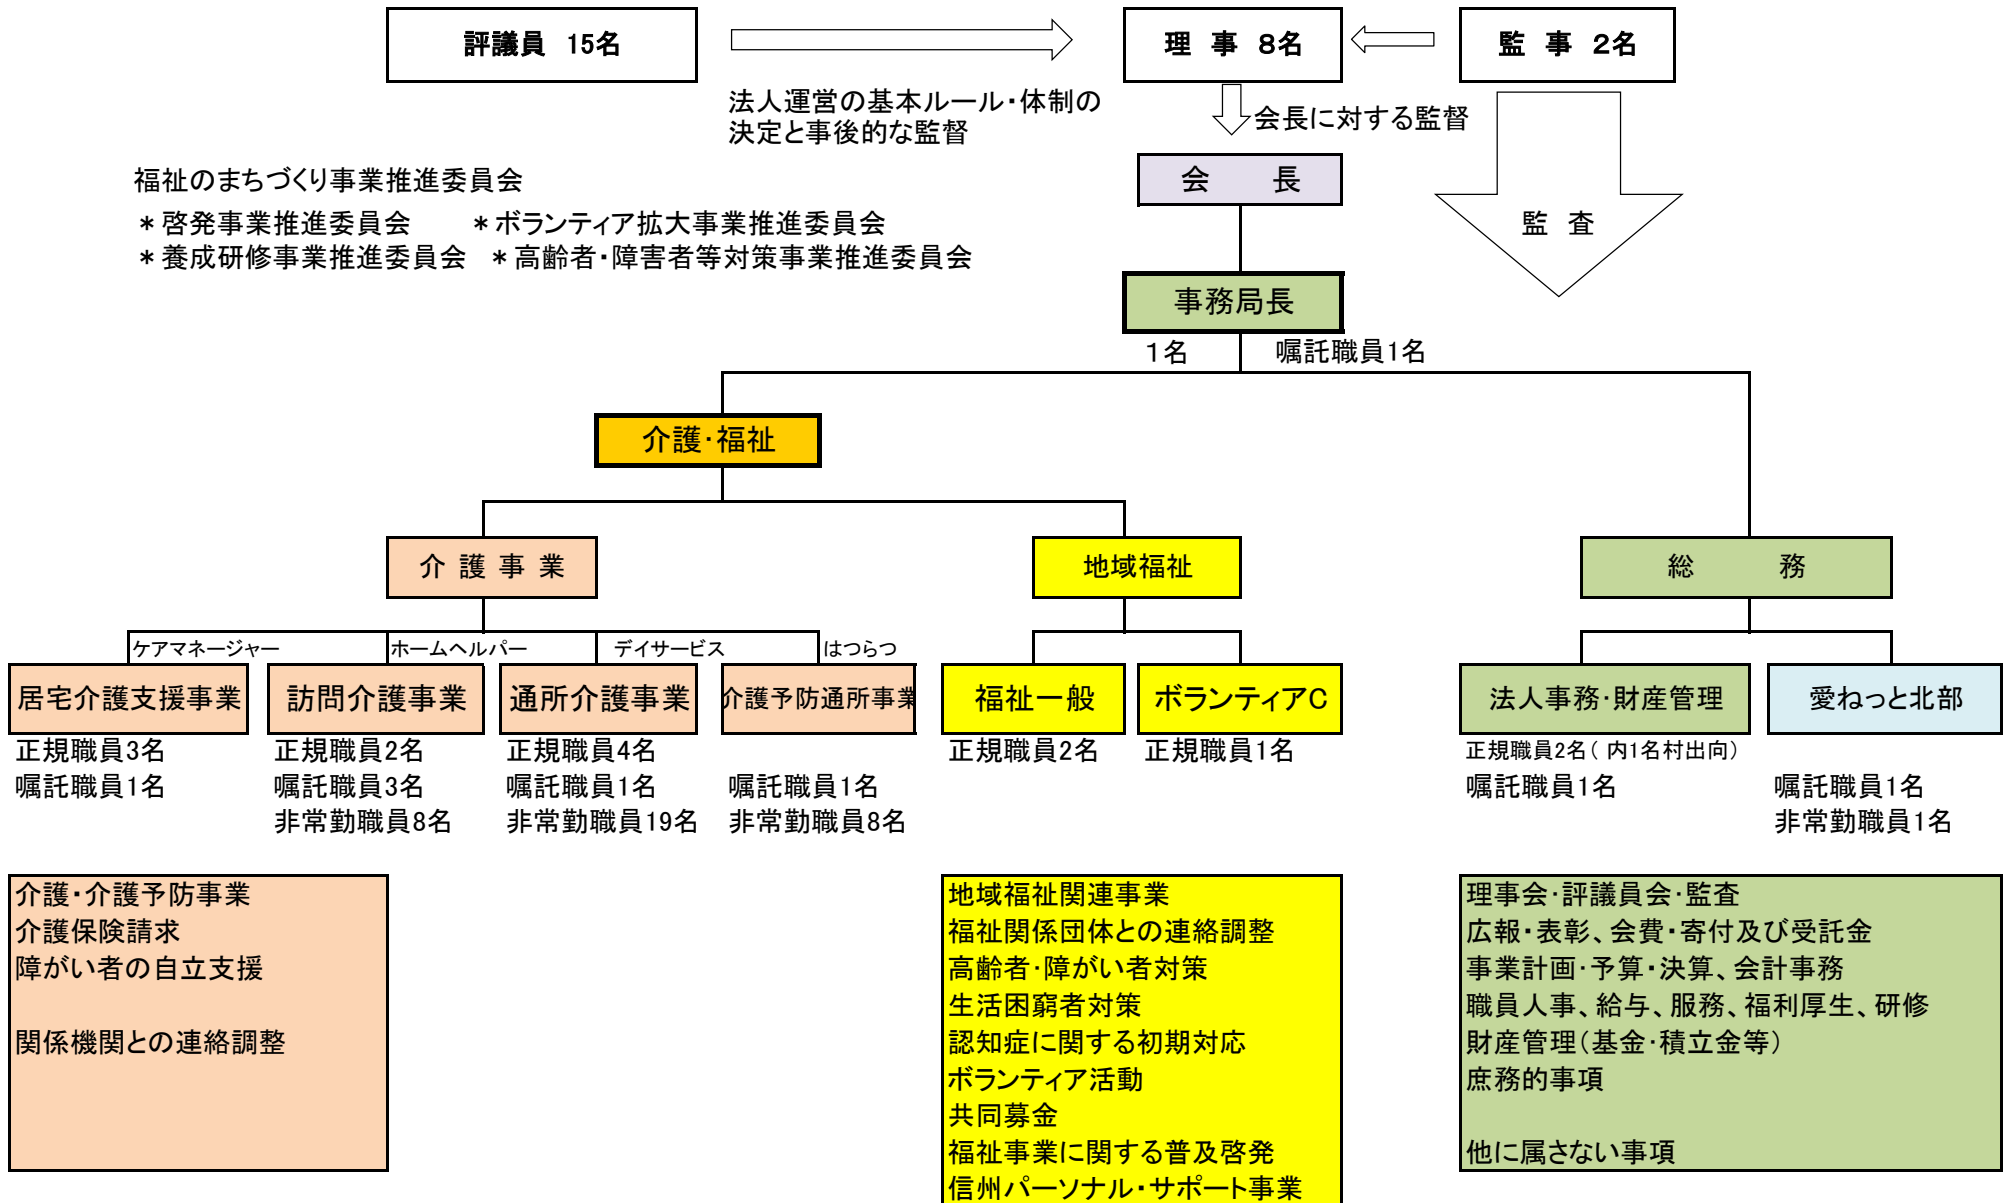 評議員 15名
理 事 8名
監 事 2名
法人運営の基本ルール・体制の
決定と事後的な監督
会長に対する監督
会 長
監 査
福祉のまちづくり事業推進委員会
＊啓発事業推進委員会 ＊ボランティア拡大事業推進委員会
＊養成研修事業推進委員会 ＊高齢者・障害者等対策事業推進委員会
事務局長
1名 嘱託職員1名
介護・福祉
介 護 事 業
地域福祉
総 務
ケアマネージャー
ホームヘルパー
デイサービス
はつらつ
居宅介護支援事業
訪問介護事業
通所介護事業
介護予防通所事業
福祉一般
ボランティアC
法人事務・財産管理
愛ねっと北部
正規職員3名
嘱託職員1名
正規職員2名
嘱託職員3名
非常勤職員8名
正規職員4名
嘱託職員1名
非常勤職員19名
嘱託職員1名
非常勤職員8名
正規職員2名
正規職員1名
正規職員2名（内1名村出向）
嘱託職員1名
嘱託職員1名
非常勤職員1名
介護・介護予防事業
介護保険請求
障がい者の自立支援
関係機関との連絡調整
地域福祉関連事業
福祉関係団体との連絡調整
高齢者・障がい者対策
生活困窮者対策
認知症に関する初期対応
ボランティア活動
共同募金
福祉事業に関する普及啓発
信州パーソナル・サポート事業
理事会・評議員会・監査
広報・表彰、会費・寄付及び受託金
事業計画・予算・決算、会計事務
職員人事、給与、服務、福利厚生、研修
財産管理（基金・積立金等）
庶務的事項
他に属さない事項